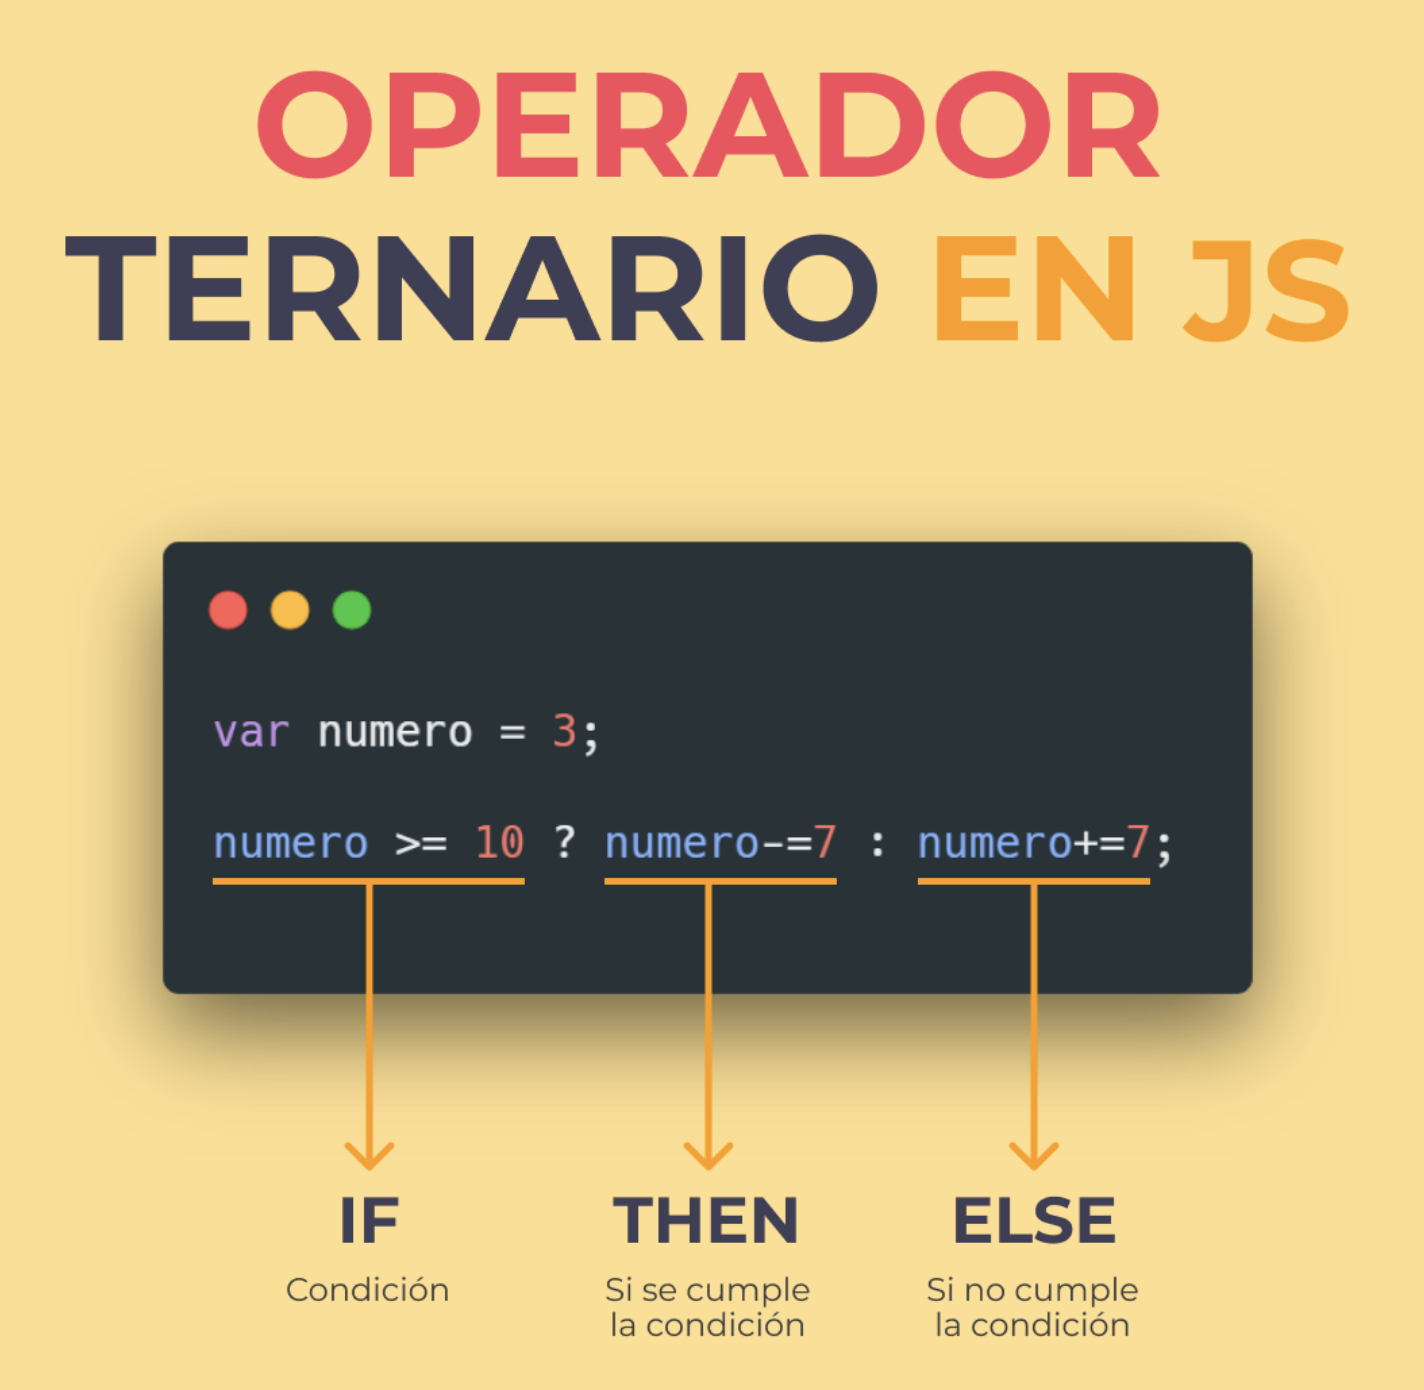 OPERADOR
TERNARIO EN JS
var numero = 3;
numero >= 10 ? numero-=7 : numero+=7;
IF
Condición
THEN
Si se cumple
la condición
ELSE
Si no cumple
la condición